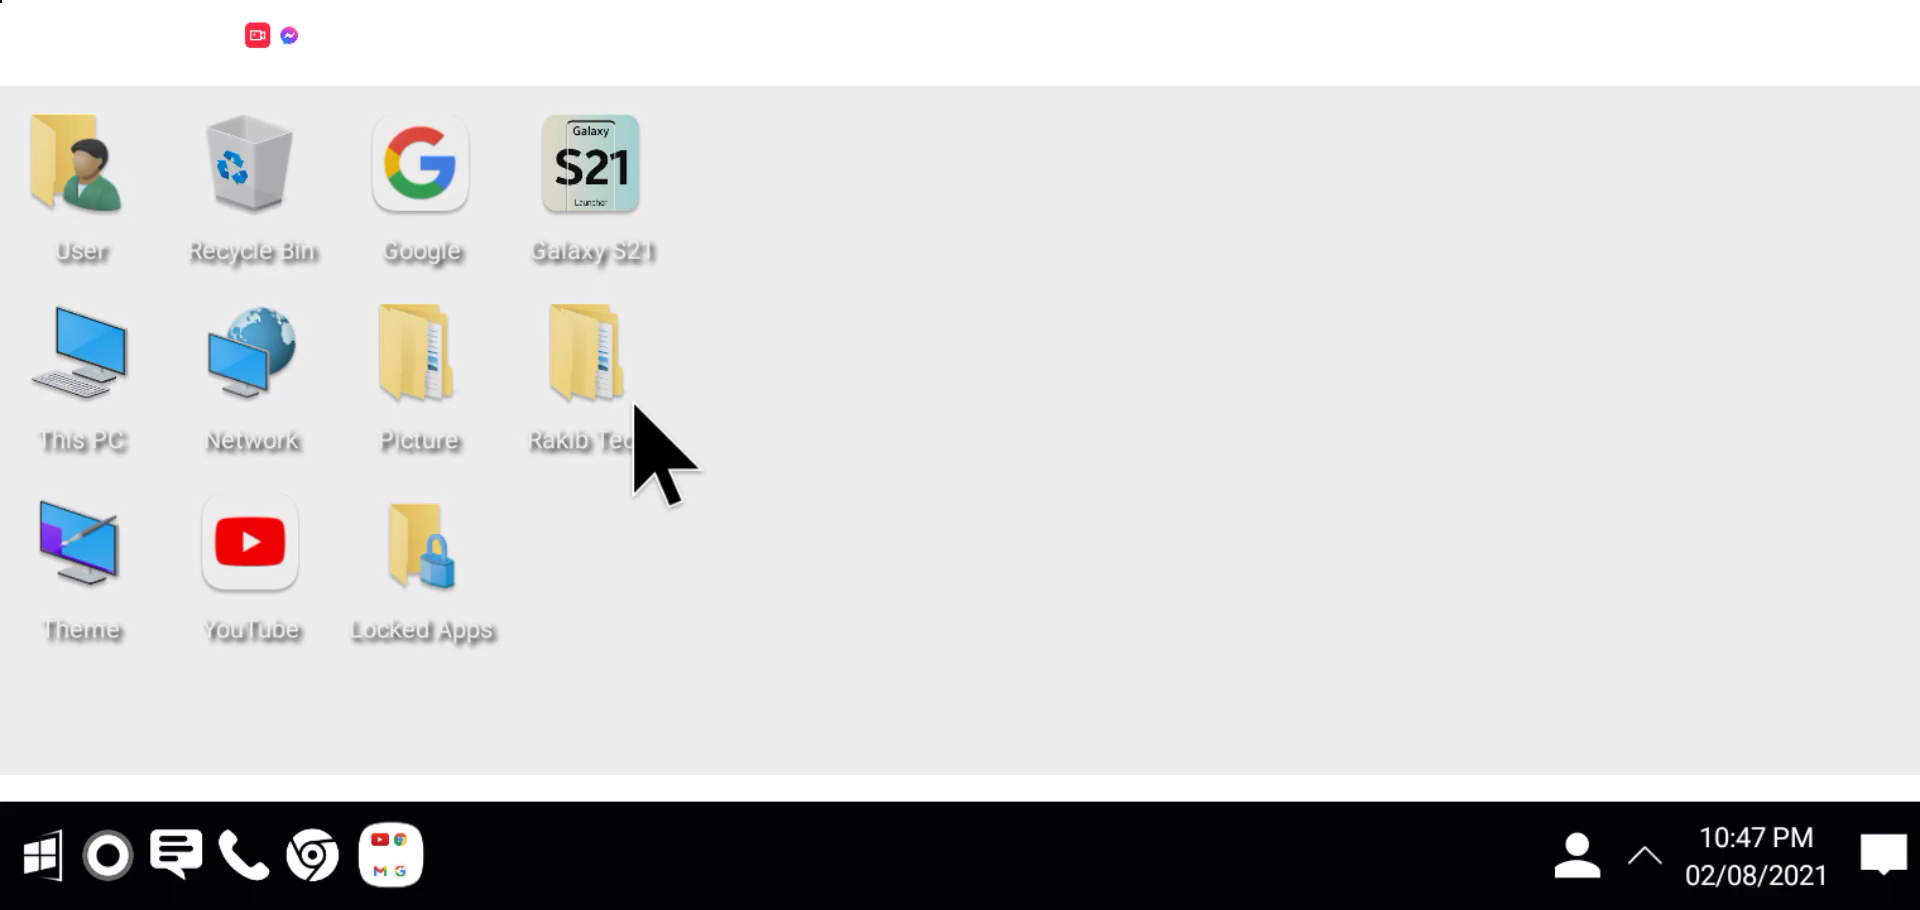 Galaxy
S21
Launcher
User
Recycle Bin
Google
Galaxy S21
This PC
Network
Picture
Rakib
Theme
YouTube
Locked Apps
10:47 PM
02/08/2021